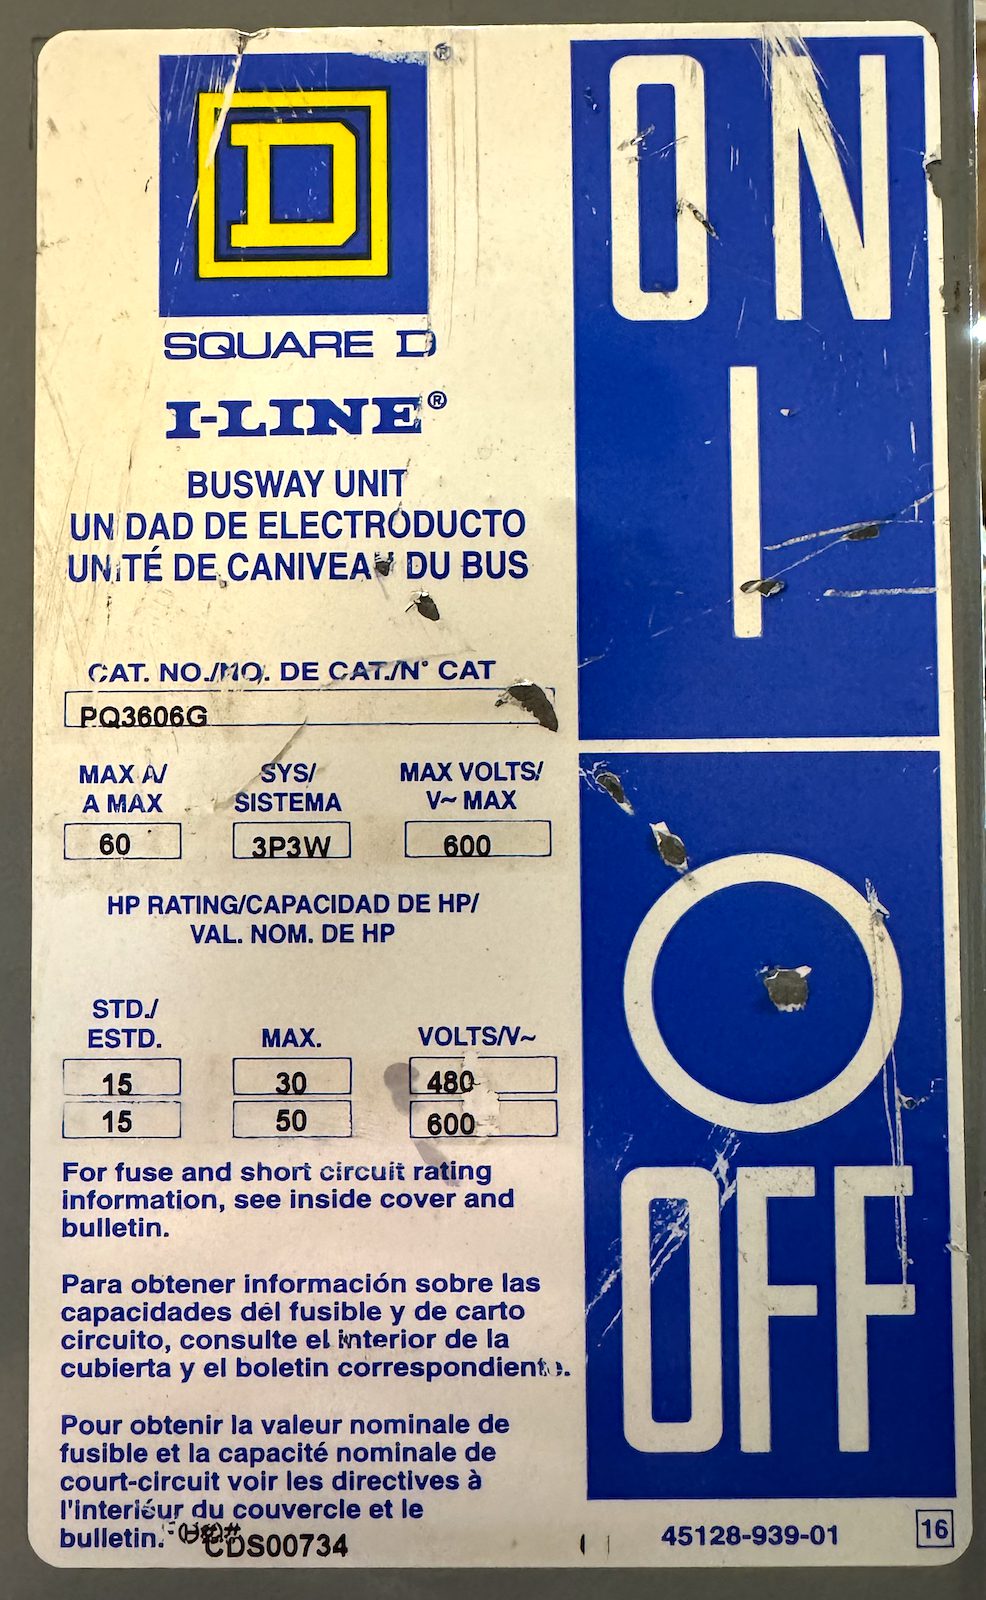 D ®
SQUARE D
I-LINE®
BUSWAY UNIT
UNIDAD DE ELECTRODUCTO
UNITÉ DE CANIVEAU DU BUS
CAT. NO./NO. DE CAT./N° CAT
PQ3606G
MAX A/
A MAX
60
SYS/
SISTEMA
3P3W
MAX VOLTS/
V~ MAX
600
HP RATING/CAPACIDAD DE HP/
VAL. NOM. DE HP
STD./
ESTD. MAX. VOLTS/V~
15 30 480
15 50 600
For fuse and short circuit rating
information, see inside cover and
bulletin.
Para obtener información sobre las
capacidades del fusible y de carto
circuito, consulte el interior de la
cubierta y el boletin correspondiente.
Pour obtenir la valeur nominale de
fusible et la capacité nominale de
court-circuit voir les directives à
l'interiéur du couvercle et le
bulletin.
CDS00734
45128-939-01
16
ON
I
O
OFF